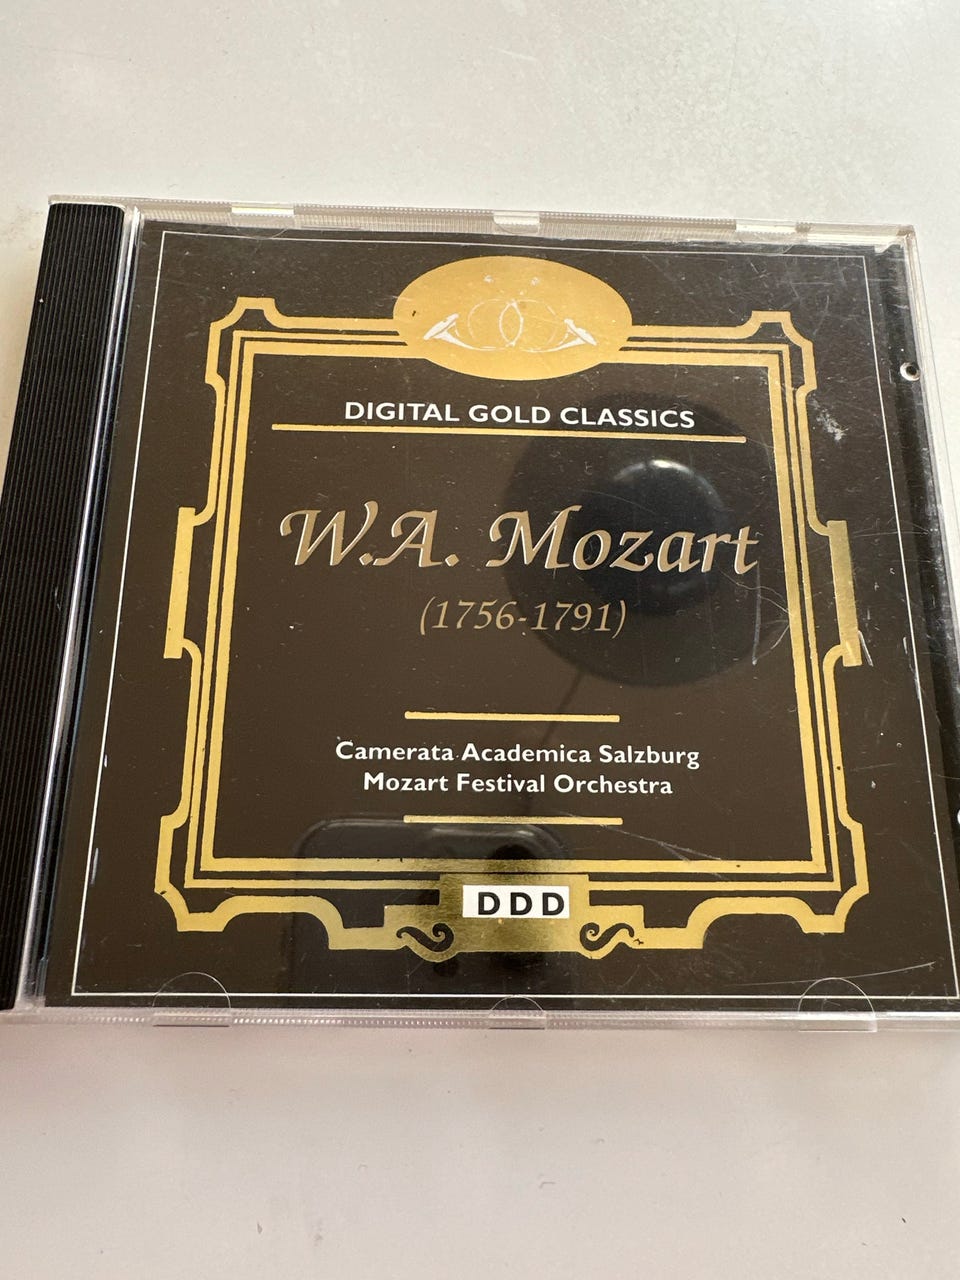 DIGITAL GOLD CLASSICS
W.A. Mozart
(1756-1791)
Camerata Academica Salzburg
Mozart Festival Orchestra
DDD